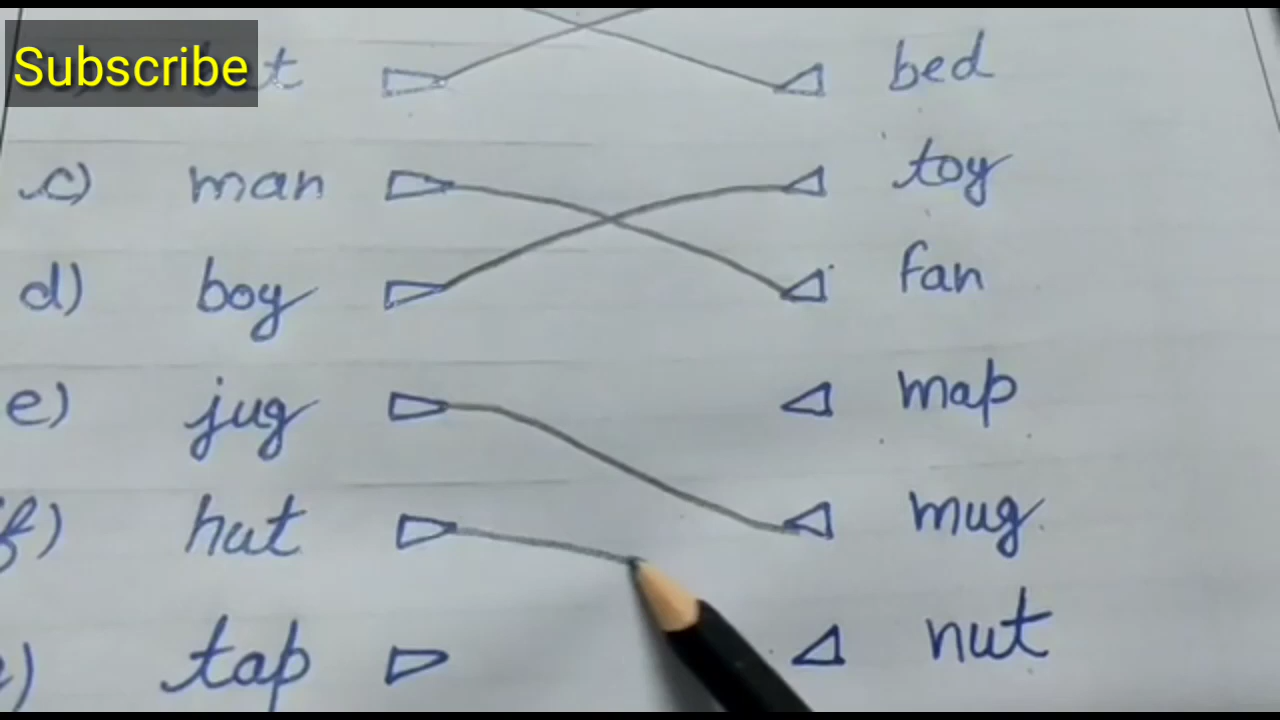 Subscribe
bed
c) man toy
d) boy fan
e) jug map
f) hut mug
tap nut